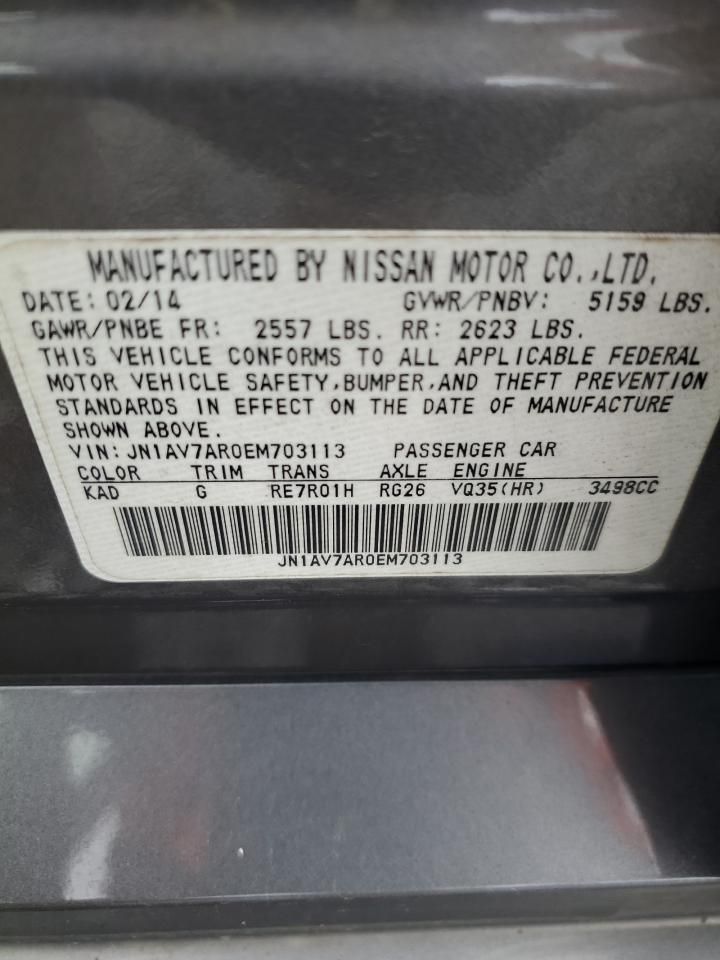 MANUFACTURED BY NISSAN MOTOR CO.,LTD.
DATE: 02/14 GVWR/PNBV: 5159 LBS.
GAWR/PNBE FR: 2557 LBS. RR: 2623 LBS.
THIS VEHICLE CONFORMS TO ALL APPLICABLE FEDERAL
MOTOR VEHICLE SAFETY,BUMPER,AND THEFT PREVENTION
STANDARDS IN EFFECT ON THE DATE OF MANUFACTURE
SHOWN ABOVE.
VIN: JN1AV7AR0EM703113 PASSENGER CAR
COLOR TRIM TRANS AXLE ENGINE
KAD G RE7R01H RG26 VQ35(HR) 3498CC
JN1AV7AR0EM703113